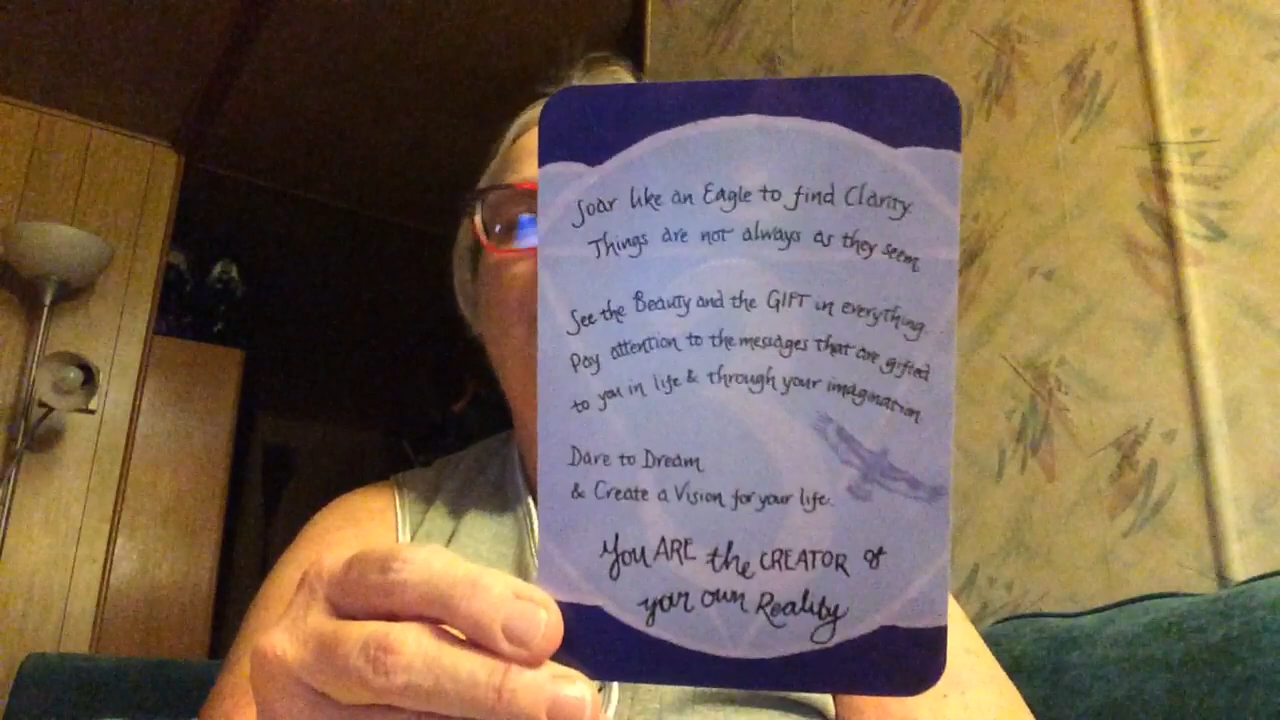 Soar like an Eagle to find Clarity.
Things are not always as they seem
See the Beauty and the GIFT in everything.
Pay attention to the messages that are gifted
to you in life & through your imagination
Dare to Dream
& Create a Vision for your life.
You ARE the CREATOR of
your own Reality